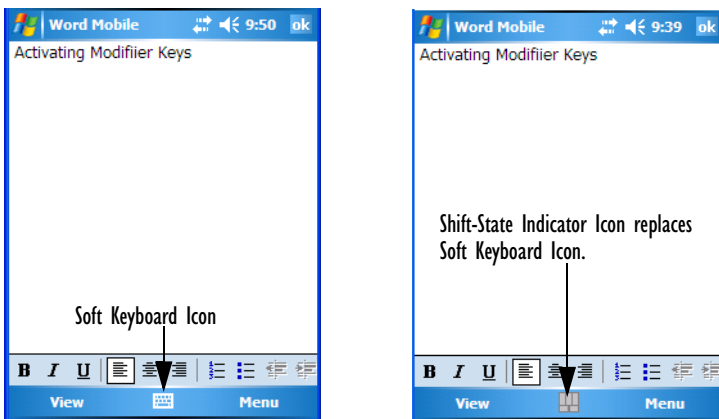 Word Mobile 9:50 ok
Activating Modifiier Keys
Soft Keyboard Icon
B I U
View Menu
Word Mobile 9:39 ok
Activating Modifiier Keys
Shift-State Indicator Icon replaces
Soft Keyboard Icon.
B I U
View Menu